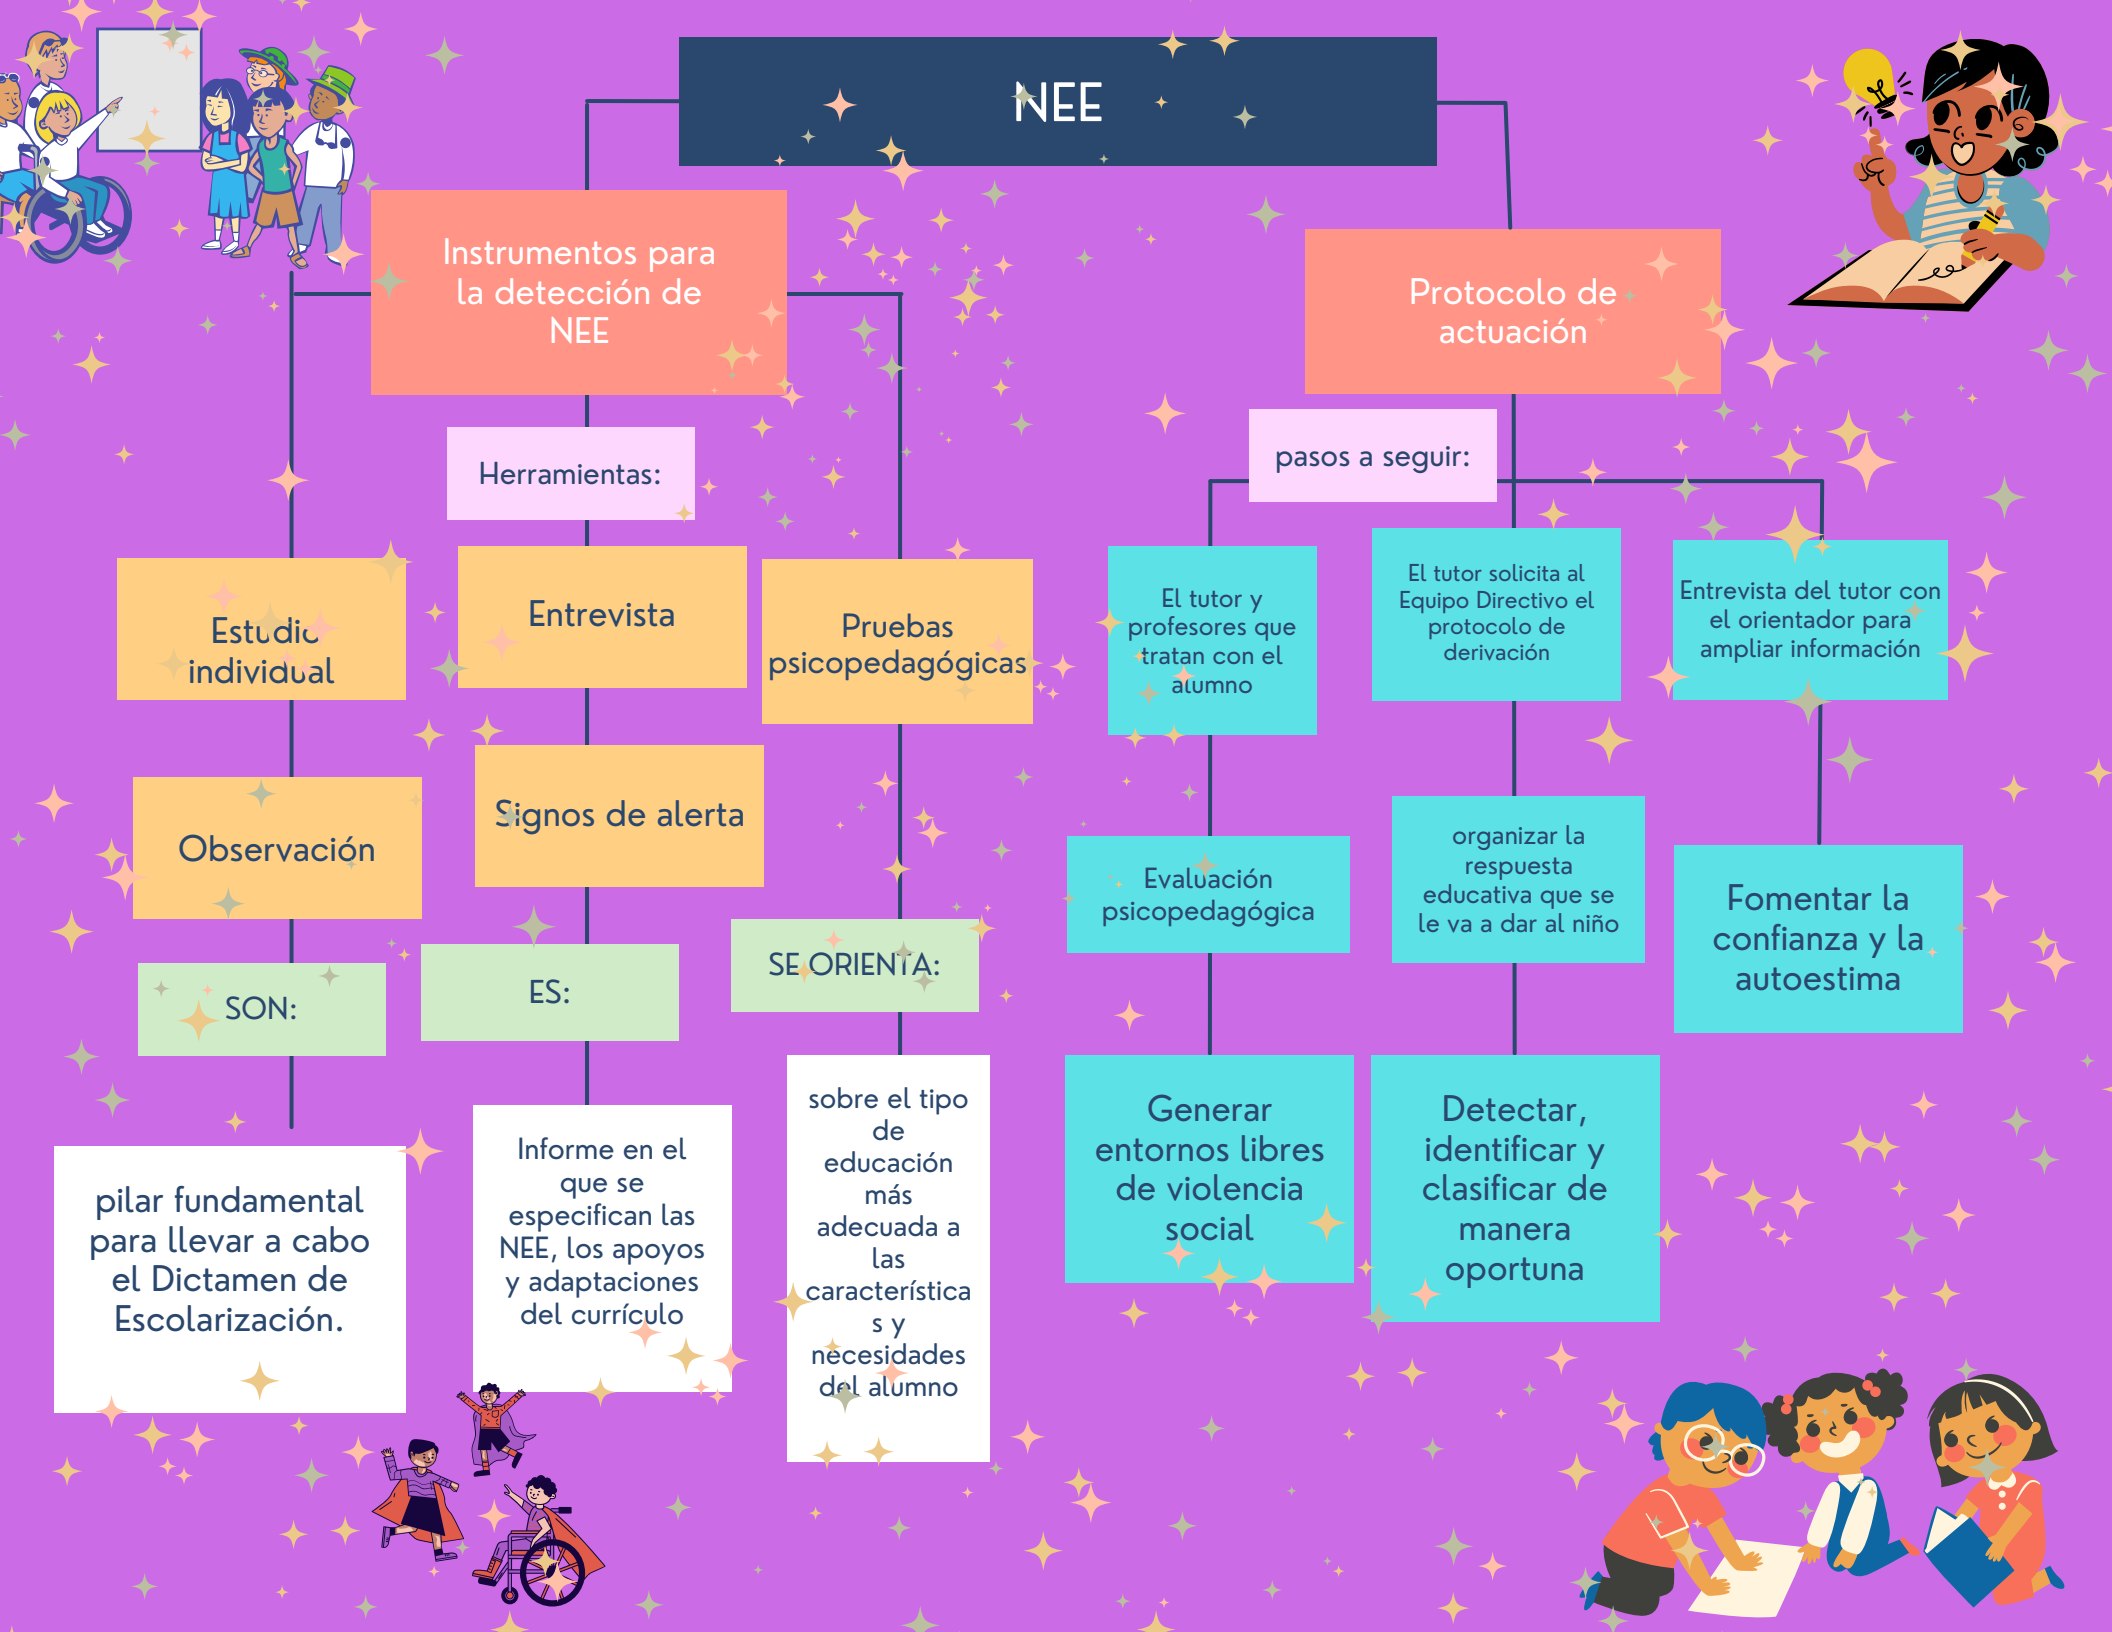 NEE
Instrumentos para
la detección de
NEE
Protocolo de
actuación
Herramientas:
pasos a seguir:
Estudio
individual
Entrevista
Pruebas
psicopedagógicas
El tutor y
profesores que
tratan con el
alumno
El tutor solicita al
Equipo Directivo el
protocolo de
derivación
Entrevista del tutor con
el orientador para
ampliar información
Observación
Signos de alerta
Evaluación
psicopedagógica
organizar la
respuesta
educativa que se
le va a dar al niño
Fomentar la
confianza y la
autoestima
SON:
ES:
SE ORIENTA:
pilar fundamental
para llevar a cabo
el Dictamen de
Escolarización.
Informe en el
que se
especifican las
NEE, los apoyos
y adaptaciones
del currículo
sobre el tipo
de
educación
más
adecuada a
las
característica
s y
necesidades
del alumno
Generar
entornos libres
de violencia
social
Detectar,
identificar y
clasificar de
manera
oportuna